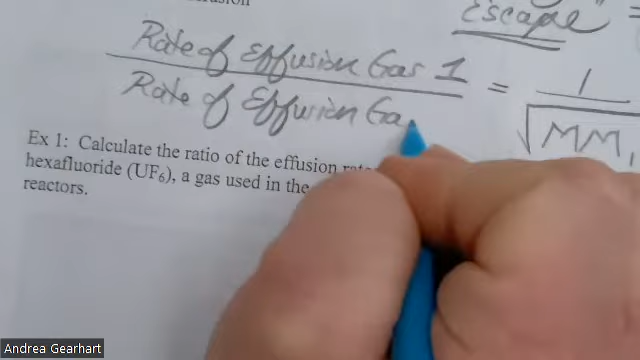 Escape"
Rate of Effusion Gas 1 = 1
Rate of Effusion Ga √MM1
Ex 1: Calculate the ratio of the effusion
hexafluoride (UF6), a gas used in the
reactors.
Andrea Gearhart